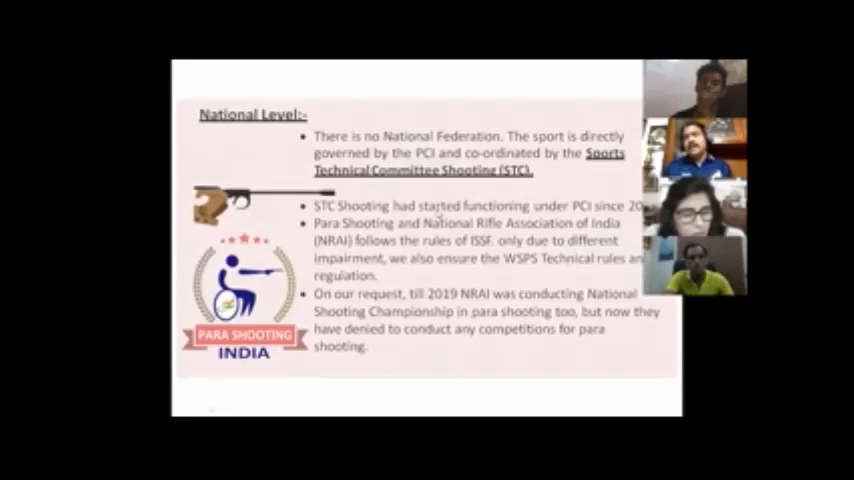 National Level:-
• There is no National Federation. The sport is directly
governed by the PCI and co-ordinated by the Sports
Technical Committee Shooting (STC).
• STC Shooting had started functioning under PCI since 20
• Para Shooting and National Rifle Association of India
(NRAI) follows the rules of ISSF. only due to different
impairment, we also ensure the WSPS Technical rules an
regulation.
• On our request, till 2019 NRAI was conducting National
Shooting Championship in para shooting too, but now they
have denied to conduct any competitions for para
shooting.
PARA SHOOTING
INDIA